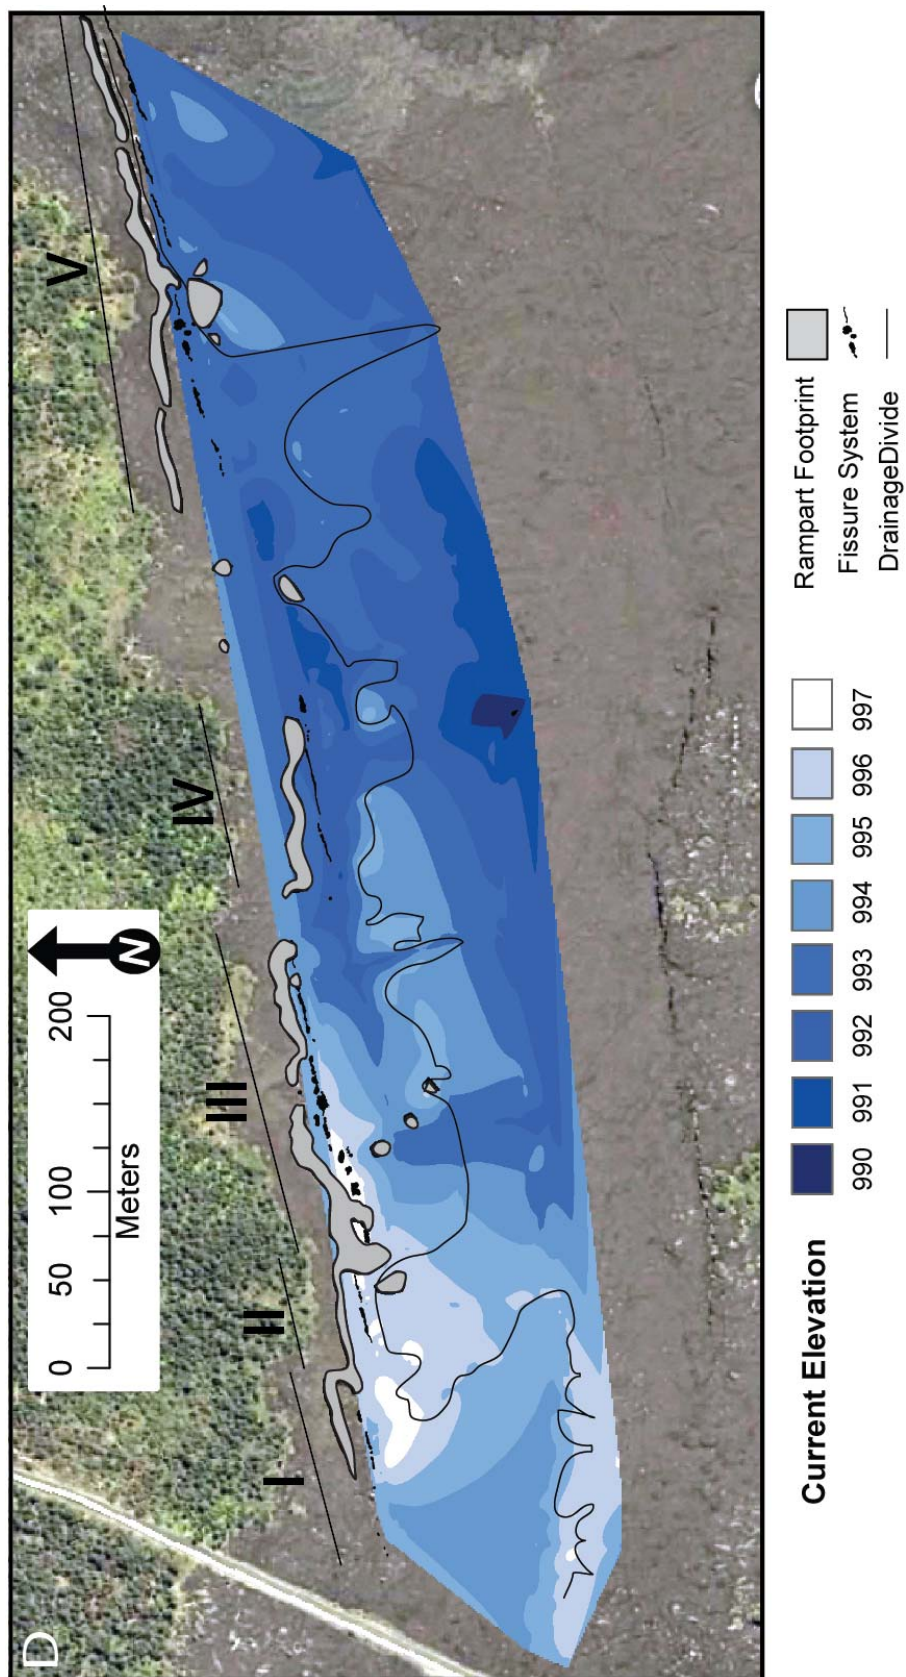 D
I
II
III
IV
V
N
0 50 100 200
Meters
Current Elevation
990 991 992 993 994 995 996 997
Rampart Footprint
Fissure System
DrainageDivide